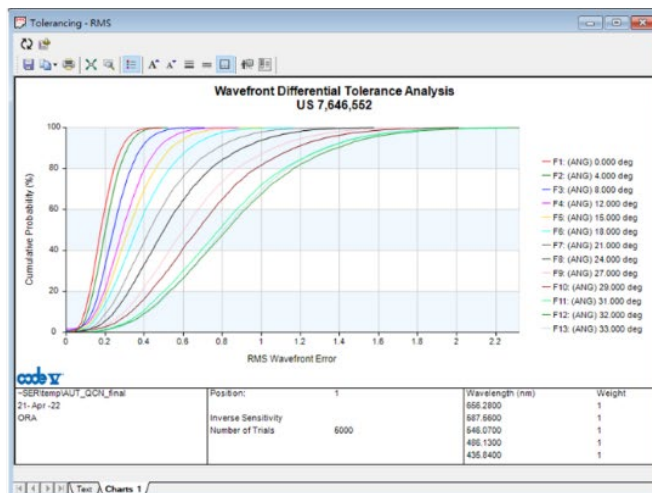 Tolerancing - RMS
Wavefront Differential Tolerance Analysis
US 7,646,552
Cumulative Probability (%)
100
80
60
40
20
0
0 0.2 0.4 0.6 0.8 1 1.2 1.4 1.6 1.8 2 2.2
RMS Wavefront Error
F1: (ANG) 0.000 deg
F2: (ANG) 4.000 deg
F3: (ANG) 8.000 deg
F4: (ANG) 12.000 deg
F5: (ANG) 15.000 deg
F6: (ANG) 18.000 deg
F7: (ANG) 21.000 deg
F8: (ANG) 24.000 deg
F9: (ANG) 27.000 deg
F10: (ANG) 29.000 deg
F11: (ANG) 31.000 deg
F12: (ANG) 32.000 deg
F13: (ANG) 33.000 deg
code V
~SER\temp\AUT_QCN_final
21-Apr-22
ORA
Position: 1
Inverse Sensitivity
Number of Trials 5000
Wavelength (nm) Weight
656.2800 1
587.5600 1
546.0700 1
486.1300 1
435.8400 1
Text Charts 1